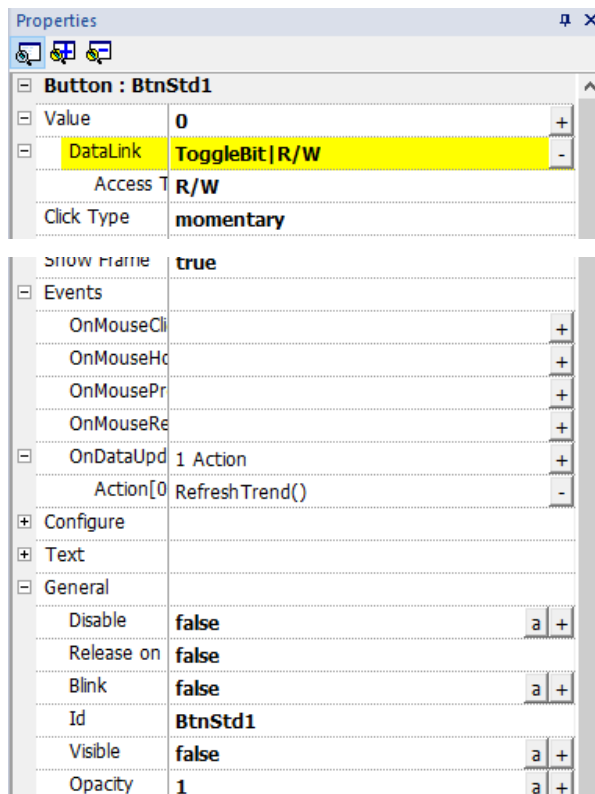 Properties
Button : BtnStd1
Value 0 +
DataLink ToggleBit|R/W -
Access T R/W
Click Type momentary
Show Frame true
Events
OnMouseCli +
OnMouseHo +
OnMousePr +
OnMouseRe +
OnDataUpd 1 Action +
Action[0 RefreshTrend() -
Configure
Text
General
Disable false a +
Release on false
Blink false a +
Id BtnStd1
Visible false a +
Opacity 1 a +